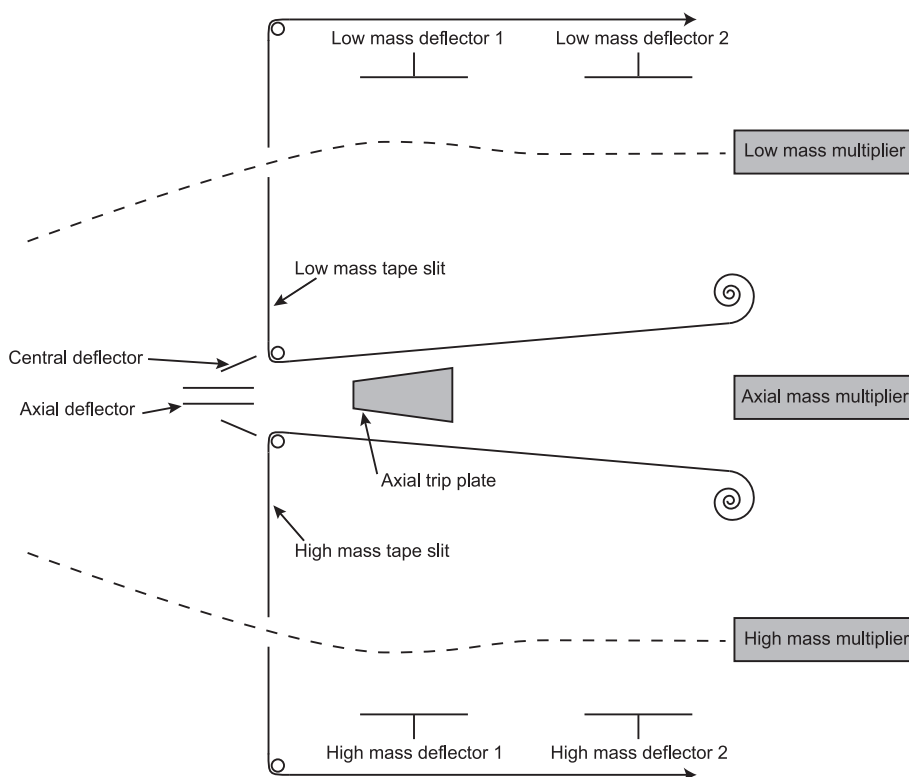 Low mass deflector 1
Low mass deflector 2
Low mass multiplier
Low mass tape slit
Central deflector
Axial deflector
Axial mass multiplier
Axial trip plate
High mass tape slit
High mass multiplier
High mass deflector 1
High mass deflector 2